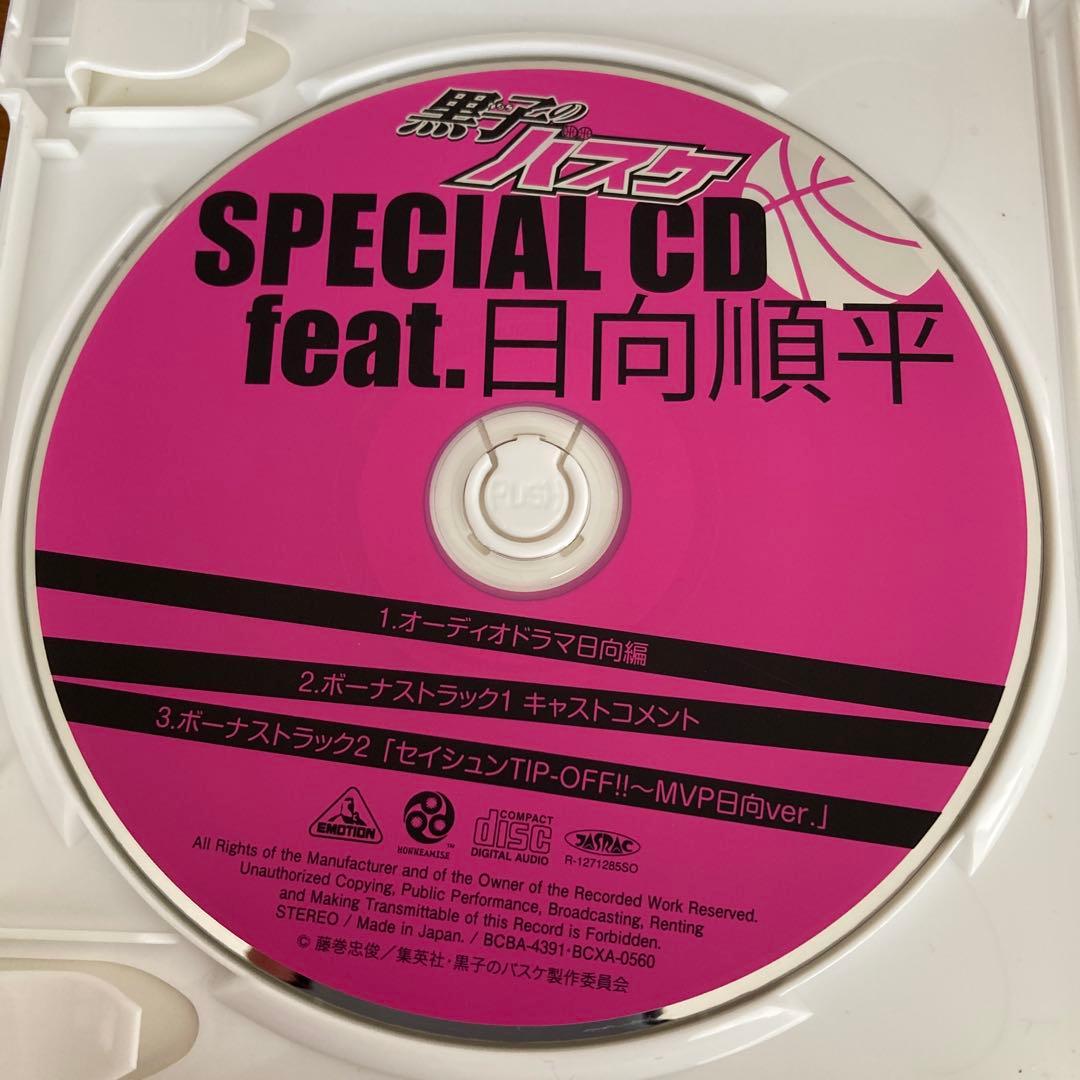 黒子の
バスケ
SPECIAL CD
feat.日向順平
PUSH
1.オーディオドラマ日向編
2.ボーナストラック1 キャストコメント
3.ボーナストラック2「セイシュンTIP-OFF!!～MVP日向ver.」
EMOTION
HONNEAMISE TM
COMPACT
disc
DIGITAL AUDIO
JASRAC
R-1271285SO
All Rights of the Manufacturer and of the Owner of the Recorded Work Reserved.
Unauthorized Copying, Public Performance, Broadcasting, Renting
and Making Transmittable of this Record is Forbidden.
STEREO / Made in Japan. / BCBA-4391・BCXA-0560
© 藤巻忠俊／集英社・黒子のバスケ製作委員会